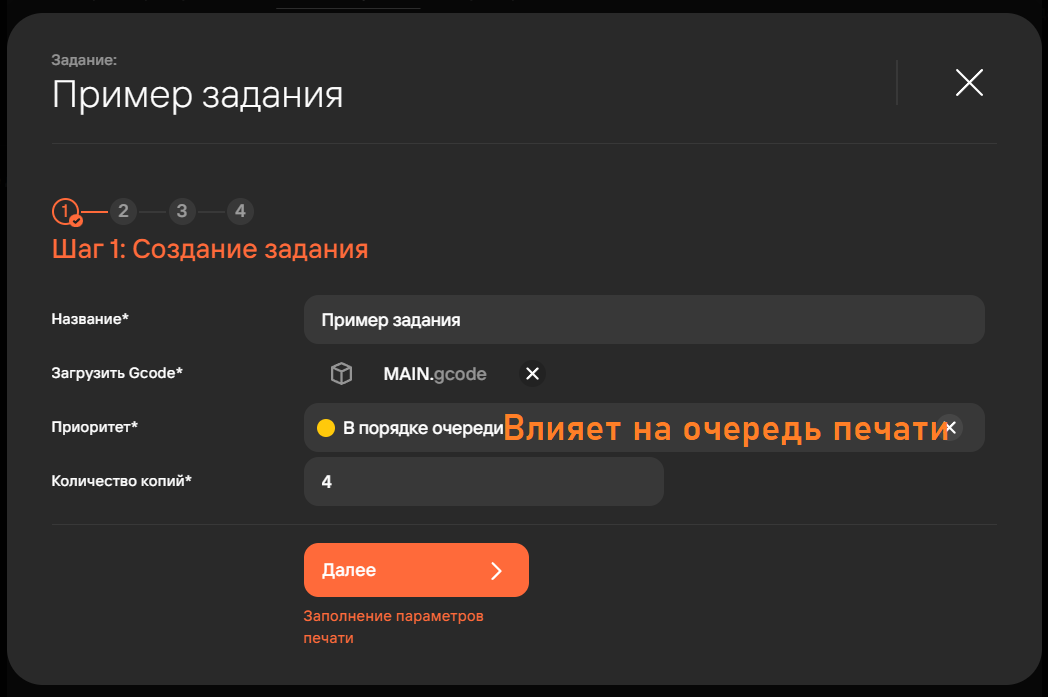 Задание:
Пример задания
1 2 3 4
Шаг 1: Создание задания
Название* Пример задания
Загрузить Gcode* MAIN.gcode
Приоритет* В порядке очереди Влияет на очередь печати
Количество копий* 4
Далее
Заполнение параметров
печати